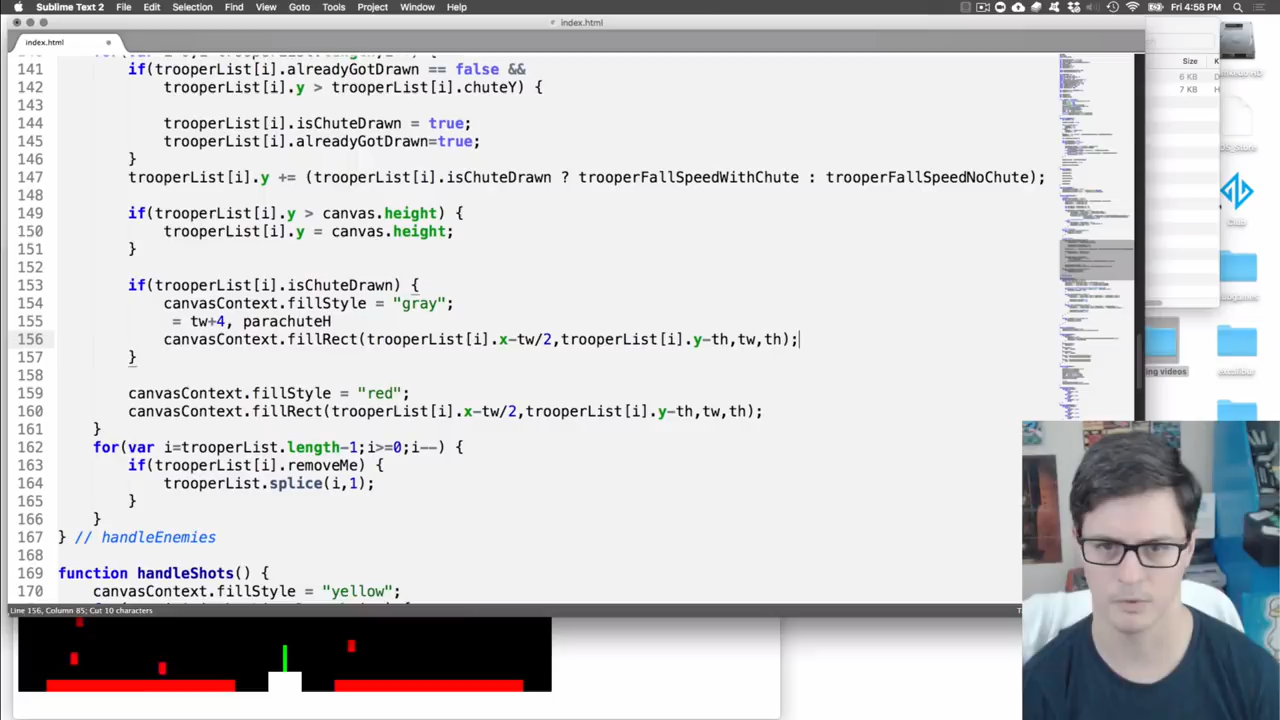 Sublime Text 2 File Edit Selection Find View Goto Tools Project Window Help
Fri 4:58 PM
index.html
index.html
Size
6 KB
7 KB
141 if(trooperList[i].alreadyGotDrawn == false &&
142 trooperList[i].y > trooperList[i].chuteY) {
143
144 trooperList[i].isChuteDrawn = true;
145 trooperList[i].alreadyGotDrawn=true;
146 }
147 trooperList[i].y += (trooperList[i].isChuteDrawn ? trooperFallSpeedWithChute : trooperFallSpeedNoChute);
148
149 if(trooperList[i].y > canvas.height) {
150 trooperList[i].y = canvas.height;
151 }
152
153 if(trooperList[i].isChuteDrawn) {
154 canvasContext.fillStyle = "gray";
155 = tw+4, parachuteH
156 canvasContext.fillRect(trooperList[i].x-tw/2,trooperList[i].y-th,tw,th);
157 }
158
159 canvasContext.fillStyle = "red";
160 canvasContext.fillRect(trooperList[i].x-tw/2,trooperList[i].y-th,tw,th);
161 }
162 for(var i=trooperList.length-1;i>=0;i--) {
163 if(trooperList[i].removeMe) {
164 trooperList.splice(i,1);
165 }
166 }
167 } // handleEnemies
168
169 function handleShots() {
170 canvasContext.fillStyle = "yellow";
Line 156, Column 85; Cut 10 characters